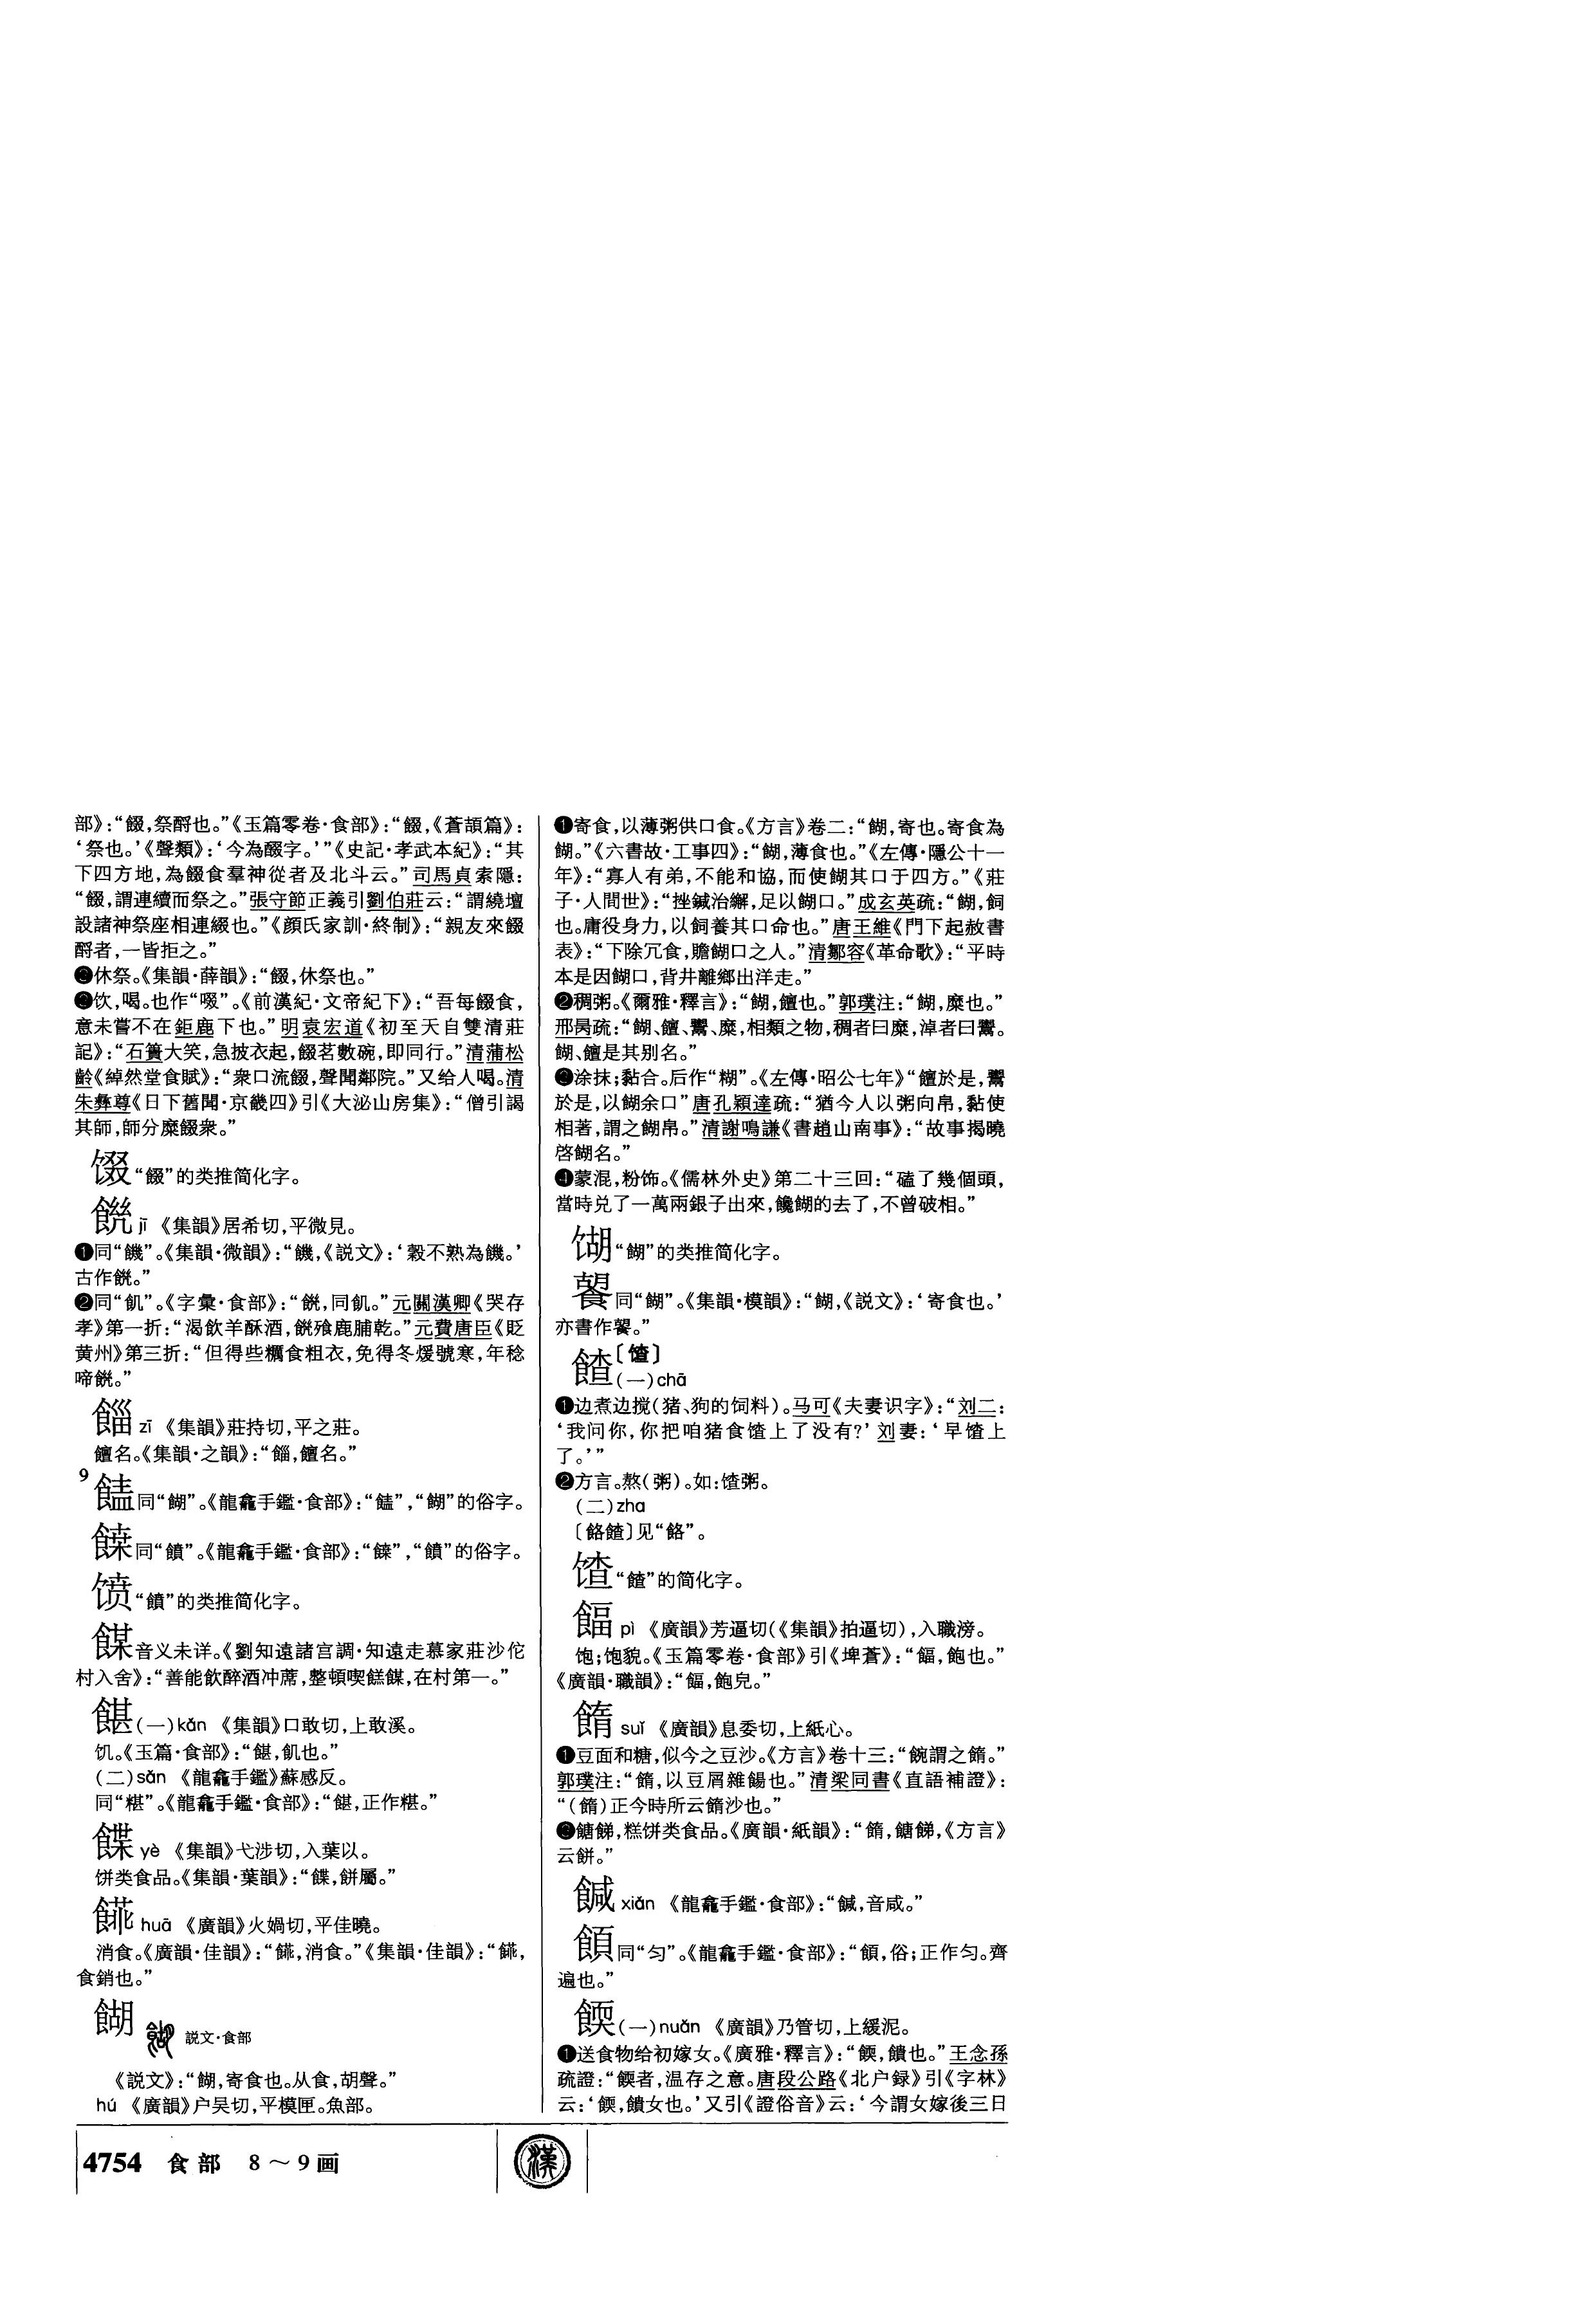 部》：“餟，祭酹也。”《玉篇零卷·食部》：“餟，《蒼頡篇》：
‘祭也。’《聲類》：‘今為醊字。’”《史記·孝武本紀》：“其
下四方地，為餟食羣神從者及北斗云。”司馬貞索隱：
“餟，謂連續而祭之。”張守節正義引劉伯莊云：“謂繞壇
設諸神祭座相連綴也。”《顔氏家訓·終制》：“親友來餟
酹者，一皆拒之。”
❷休祭。《集韻·薛韻》：“餟，休祭也。”
❸饮，喝。也作“啜”。《前漢紀·文帝紀下》：“吾每餟食，
意未嘗不在鉅鹿下也。”明袁宏道《初至天自雙清莊
記》：“石簣大笑，急披衣起，餟茗數碗，即同行。”清蒲松
齡《綽然堂食賦》：“衆口流餟，聲聞鄰院。”又给人喝。清
朱彝尊《日下舊聞·京畿四》引《大泌山房集》：“僧引謁
其師，師分糜餟衆。”
𫗦“餟”的类推简化字。
jī 《集韻》居希切，平微見。
❶同“饑”。《集韻·微韻》：“饑，《説文》：‘穀不熟為饑。’
古作。”
❷同“飢”。《字彙·食部》：“，同飢。”元關漢卿《哭存
孝》第一折：“渴飲羊酥酒，飡鹿脯乾。”元費唐臣《貶
黄州》第三折：“但得些糲食粗衣，免得冬煖號寒，年稔
啼。”
zī 《集韻》莊持切，平之莊。
饘名。《集韻·之韻》：“，饘名。”
9
同“餬”。《龍龕手鑑·食部》：“”，“餬”的俗字。
同“饙”。《龍龕手鑑·食部》：“”，“饙”的俗字。
“饙”的类推简化字。
音义未详。《劉知遠諸宫調·知遠走慕家莊沙佗
村入舍》：“善能飲醉酒冲蓆，整頓喫餻，在村第一。”
(一)kǎn 《集韻》口敢切，上敢溪。
饥。《玉篇·食部》：“，飢也。”
(二)sǎn 《龍龕手鑑》蘇感反。
同“糂”。《龍龕手鑑·食部》：“，正作糂。”
䭎 yè 《集韻》弋涉切，入葉以。
饼类食品。《集韻·葉韻》：“䭎，餅屬。”
huā 《廣韻》火媧切，平佳曉。
消食。《廣韻·佳韻》：“，消食。”《集韻·佳韻》：“，
食銷也。”
餬 説文·食部
《説文》：“餬，寄食也。从食，胡聲。”
hú 《廣韻》户吴切，平模匣。魚部。
❶寄食，以薄粥供口食。《方言》卷二：“餬，寄也。寄食為
餬。”《六書故·工事四》：“餬，薄食也。”《左傳·隱公十一
年》：“寡人有弟，不能和協，而使餬其口于四方。”《莊
子·人間世》：“挫鍼治繲，足以餬口。”成玄英疏：“餬，飼
也。庸役身力，以飼養其口命也。”唐王維《門下起赦書
表》：“下除冗食，贍餬口之人。”清鄒容《革命歌》：“平時
本是因餬口，背井離鄉出洋走。”
❷稠粥。《爾雅·釋言》：“餬，饘也。”郭璞注：“餬，糜也。”
邢昺疏：“餬、饘、鬻、糜，相類之物，稠者曰糜，淖者曰鬻。
餬、饘是其别名。”
❸涂抹；黏合。后作“糊”。《左傳·昭公七年》“饘於是，鬻
於是，以餬余口”唐孔穎達疏：“猶今人以粥向帛，黏使
相著，謂之餬帛。”清謝鳴謙《書趙山南事》：“故事揭曉
啓餬名。”
❹蒙混，粉饰。《儒林外史》第二十三回：“磕了幾個頭，
當時兑了一萬兩銀子出來，纔餬的去了，不曾破相。”
“餬”的类推简化字。
同“餬”。《集韻·模韻》：“餬，《説文》：‘寄食也。’
亦書作。”
餷〔馇〕
(一)chā
❶边煮边搅(猪、狗的饲料)。马可《夫妻识字》：“刘二：
‘我问你，你把咱猪食馇上了没有？’刘妻：‘早馇上
了。’”
❷方言。熬(粥)。如：馇粥。
(二)zha
〔餎餷〕见“餎”。
馇“餷”的简化字。
䭏 pì 《廣韻》芳逼切(《集韻》拍逼切)，入職滂。
饱；饱貌。《玉篇零卷·食部》引《埤蒼》：“䭏，飽也。”
《廣韻·職韻》：“䭏，飽皃。”
䭉 suǐ 《廣韻》息委切，上紙心。
❶豆面和糖，似今之豆沙。《方言》卷十三：“䬧謂之䭉。”
郭璞注：“䭉，以豆屑雜餳也。”清梁同書《直語補證》：
“(䭉)正今時所云䭉沙也。”
❷餹䬾，糕饼类食品。《廣韻·紙韻》：“䭉，餹䬾，《方言》
云餅。”
xiǎn 《龍龕手鑑·食部》：“，音咸。”
同“匀”。《龍龕手鑑·食部》：“，俗；正作匀。齊
遍也。”
餪(一)nuǎn 《廣韻》乃管切，上緩泥。
❶送食物给初嫁女。《廣雅·釋言》：“餪，饋也。”王念孫
疏證：“餪者，温存之意。唐段公路《北户録》引《字林》
云：‘餪，饋女也。’又引《證俗音》云：‘今謂女嫁後三日
4754 食部 8～9画
漢